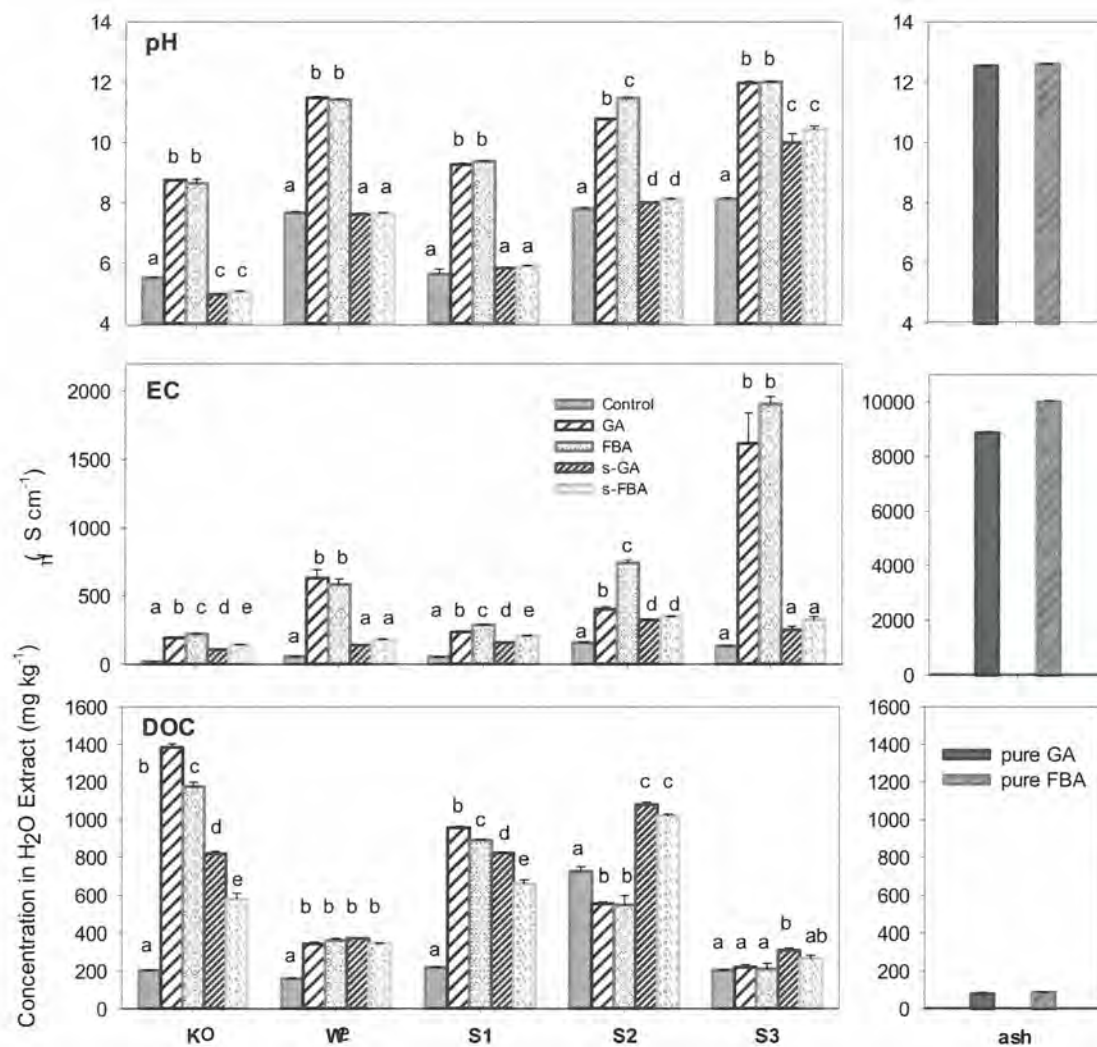 pH
14
12
10
8
6
4
a b b c c
a b b a a
a b b a a
a b c d d
a b b c c
14
12
10
8
6
4
EC
2000
1500
1000
500
0
Control
GA
FBA
s-GA
s-FBA
a b c d e
a b b a a
a b c d e
a b c d d
a b b a a
10000
8000
6000
4000
2000
0
S cm⁻¹)
DOC
1600
1400
1200
1000
800
600
400
200
0
a b c d e
a b b b b
a b c d e
a b b c c
a a a b ab
1600
1400
1200
1000
800
600
400
200
0
pure GA
pure FBA
Concentration in H₂O Extract (mg kg⁻¹)
KO S1 S2 S3
ash